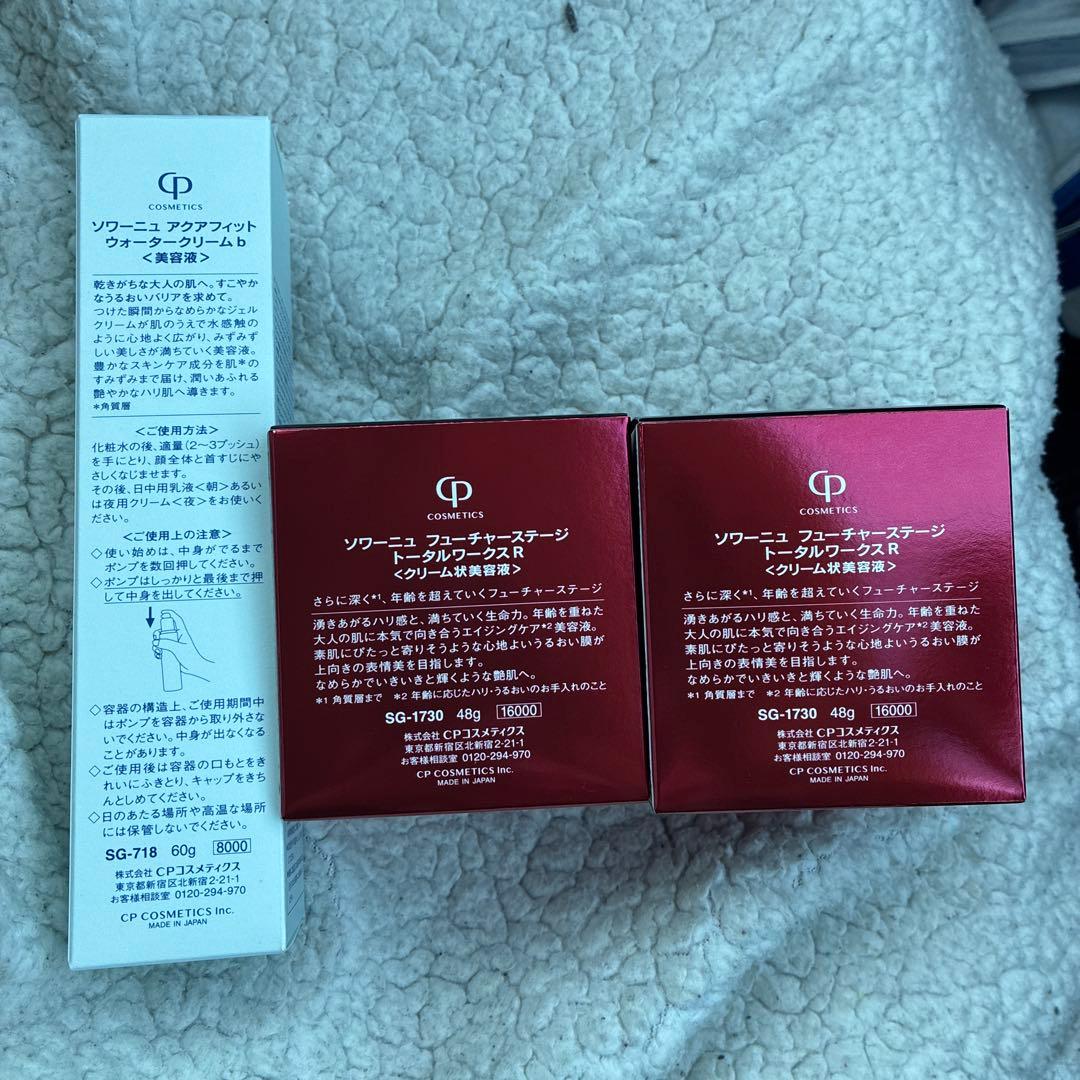 CP
COSMETICS
ソワーニュ アクアフィット
ウォータークリームb
＜美容液＞
乾きがちな大人の肌へ。すこやか
なうるおいバリアを求めて。
つけた瞬間からなめらかなジェル
クリームが肌のうえで水感触の
ように心地よく広がり、みずみず
しい美しさが満ちていく美容液。
豊かなスキンケア成分を肌＊の
すみずみまで届け、潤いあふれる
艶やかなハリ肌へ導きます。
＊角質層
＜ご使用方法＞
化粧水の後、適量(2〜3プッシュ)
を手にとり、顔全体と首すじにや
さしくなじませます。
その後、日中用乳液＜朝＞あるい
は夜用クリーム＜夜＞をお使いく
ださい。
＜ご使用上の注意＞
◇使い始めは、中身がでるまで
ポンプを数回押してください。
◇ポンプはしっかりと最後まで押
して中身を出してください。
◇容器の構造上、ご使用期間中
はポンプを容器から取り外さな
いでください。中身が出なくなる
ことがあります。
◇ご使用後は容器の口もとをき
れいにふきとり、キャップをきち
んとしめてください。
◇日のあたる場所や高温な場所
には保管しないでください。
SG-718 60g 8000
株式会社 CPコスメティクス
東京都新宿区北新宿2-21-1
お客様相談室 0120-294-970
CP COSMETICS Inc.
MADE IN JAPAN
CP
COSMETICS
ソワーニュ フューチャーステージ
トータルワークスR
＜クリーム状美容液＞
さらに深く*1、年齢を超えていくフューチャーステージ
湧きあがるハリ感と、満ちていく生命力。年齢を重ねた
大人の肌に本気で向き合うエイジングケア*2美容液。
素肌にぴたっと寄りそうような心地よいうるおい膜が
上向きの表情美を目指します。
なめらかでいきいきと輝くような艶肌へ。
*1 角質層まで *2 年齢に応じたハリ・うるおいのお手入れのこと
SG-1730 48g 16000
株式会社 CPコスメティクス
東京都新宿区北新宿2-21-1
お客様相談室 0120-294-970
CP COSMETICS Inc.
MADE IN JAPAN
CP
COSMETICS
ソワーニュ フューチャーステージ
トータルワークスR
＜クリーム状美容液＞
さらに深く*1、年齢を超えていくフューチャーステージ
湧きあがるハリ感と、満ちていく生命力。年齢を重ねた
大人の肌に本気で向き合うエイジングケア*2美容液。
素肌にぴたっと寄りそうような心地よいうるおい膜が
上向きの表情美を目指します。
なめらかでいきいきと輝くような艶肌へ。
*1 角質層まで *2 年齢に応じたハリ・うるおいのお手入れのこと
SG-1730 48g 16000
株式会社 CPコスメティクス
東京都新宿区北新宿2-21-1
お客様相談室 0120-294-970
CP COSMETICS Inc.
MADE IN JAPAN